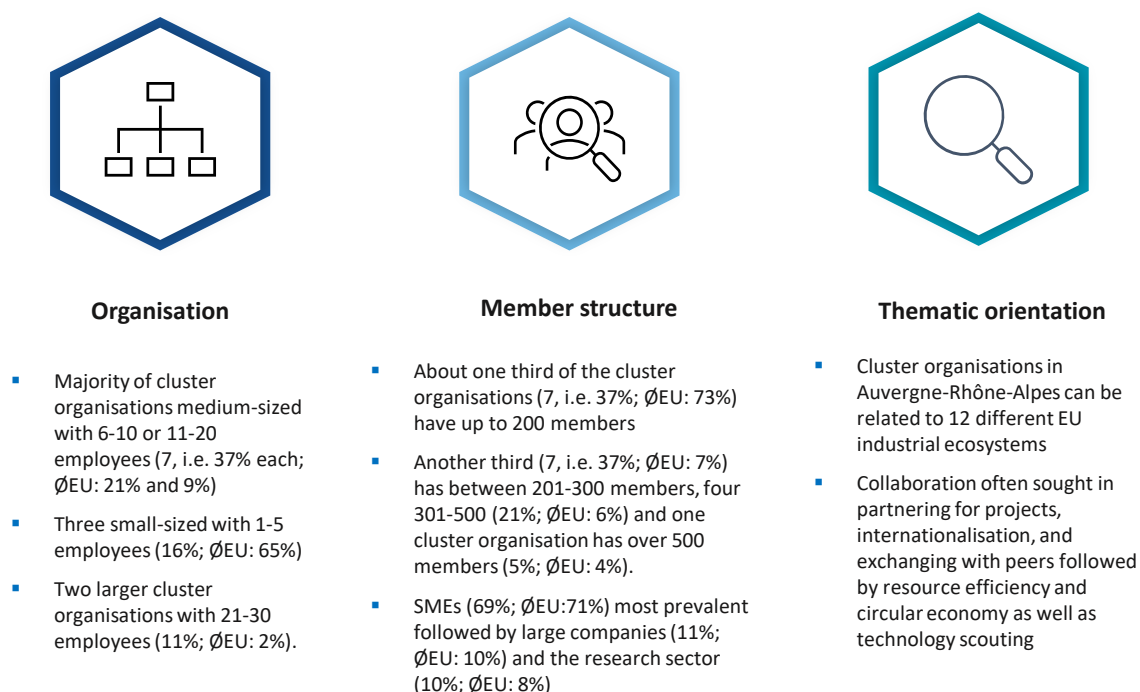 Organisation
▪ Majority of cluster
organisations medium-sized
with 6-10 or 11-20
employees (7, i.e. 37% each;
ØEU: 21% and 9%)
▪ Three small-sized with 1-5
employees (16%; ØEU: 65%)
▪ Two larger cluster
organisations with 21-30
employees (11%; ØEU: 2%).
Member structure
▪ About one third of the cluster
organisations (7, i.e. 37%; ØEU: 73%)
have up to 200 members
▪ Another third (7, i.e. 37%; ØEU: 7%)
has between 201-300 members, four
301-500 (21%; ØEU: 6%) and one
cluster organisation has over 500
members (5%; ØEU: 4%).
▪ SMEs (69%; ØEU:71%) most prevalent
followed by large companies (11%;
ØEU: 10%) and the research sector
(10%; ØEU: 8%)
Thematic orientation
▪ Cluster organisations in
Auvergne-Rhône-Alpes can be
related to 12 different EU
industrial ecosystems
▪ Collaboration often sought in
partnering for projects,
internationalisation, and
exchanging with peers followed
by resource efficiency and
circular economy as well as
technology scouting